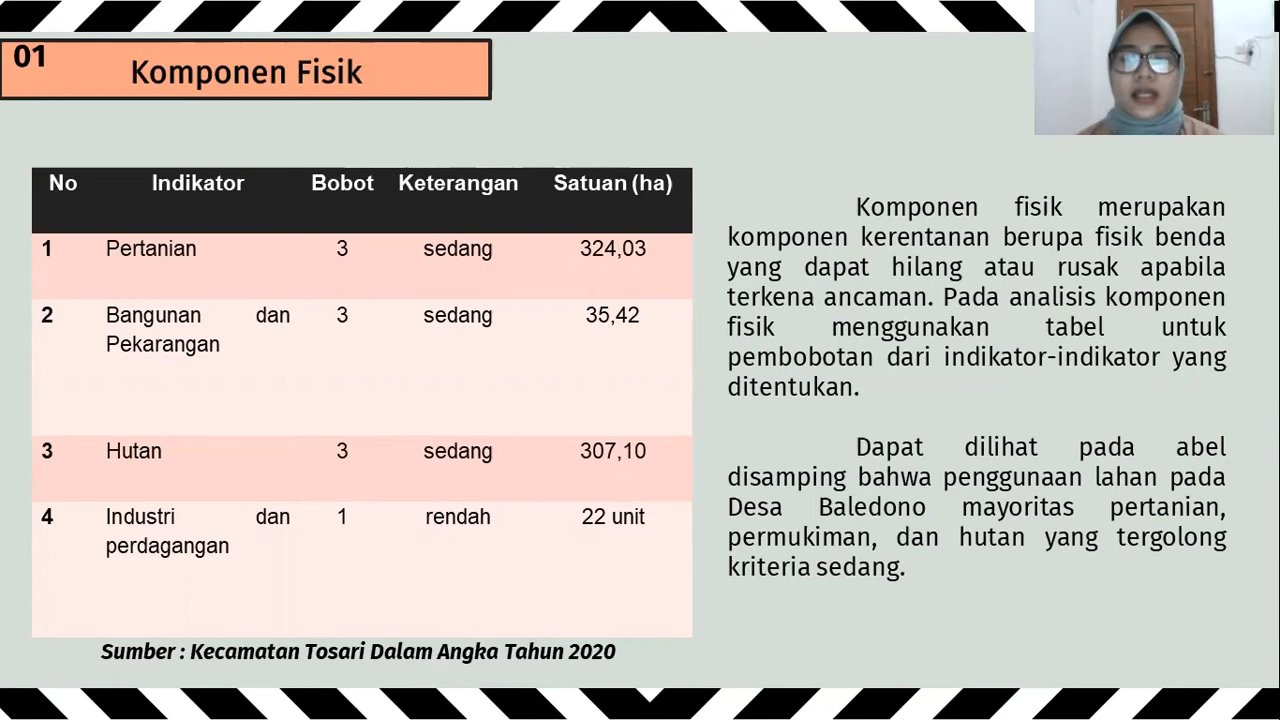 01
Komponen Fisik
No Indikator Bobot Keterangan Satuan (ha)
1 Pertanian 3 sedang 324,03
2 Bangunan dan 3 sedang 35,42
Pekarangan
3 Hutan 3 sedang 307,10
4 Industri dan 1 rendah 22 unit
perdagangan
Sumber : Kecamatan Tosari Dalam Angka Tahun 2020
Komponen fisik merupakan
komponen kerentanan berupa fisik benda
yang dapat hilang atau rusak apabila
terkena ancaman. Pada analisis komponen
fisik menggunakan tabel untuk
pembobotan dari indikator-indikator yang
ditentukan.
Dapat dilihat pada abel
disamping bahwa penggunaan lahan pada
Desa Baledono mayoritas pertanian,
permukiman, dan hutan yang tergolong
kriteria sedang.